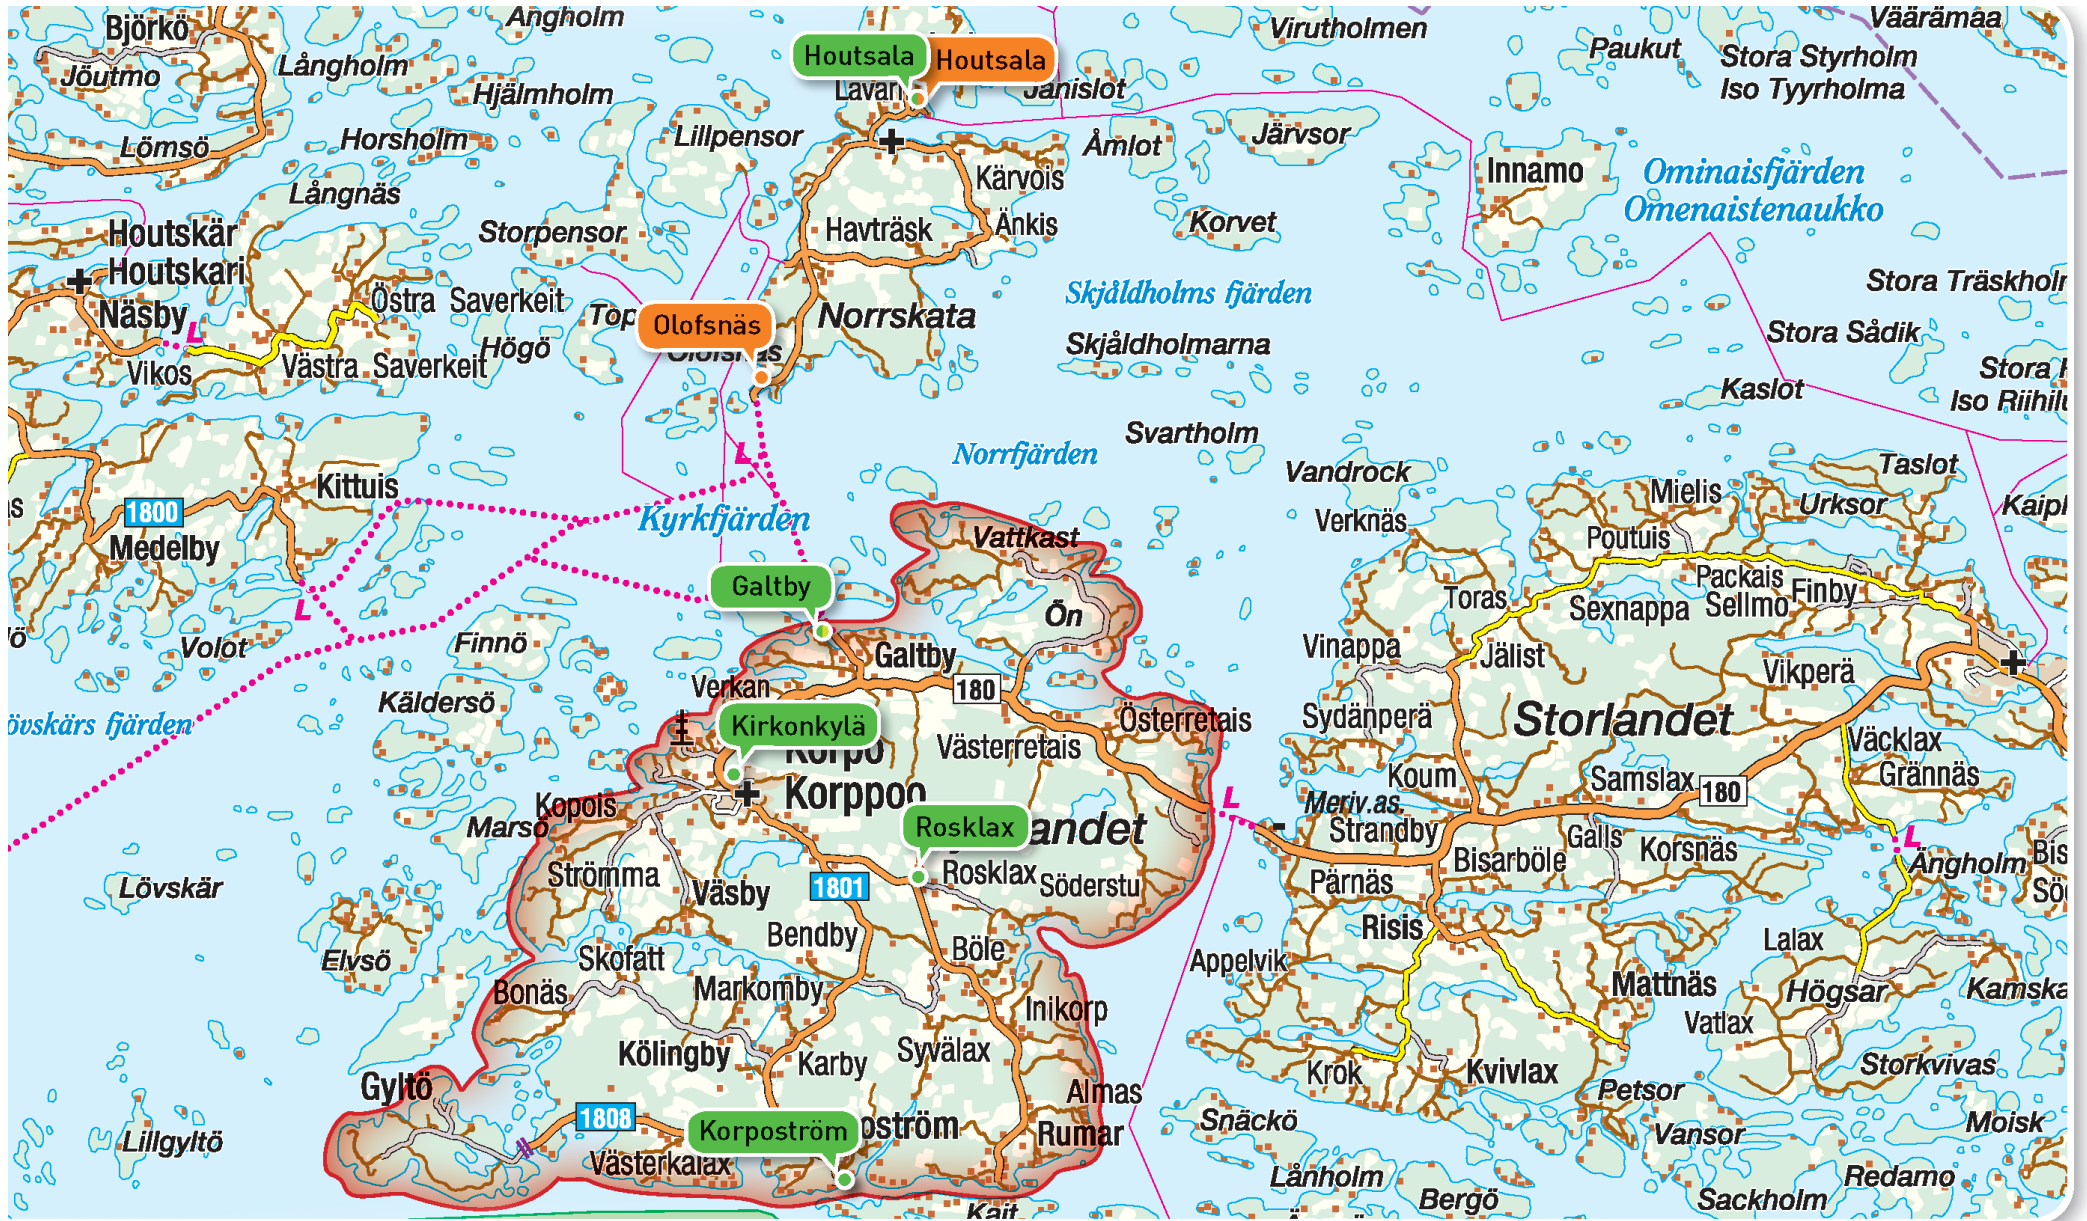 Björkö
Angholm
Virutholmen
Väärämaa
Jöutmo
Långholm
Houtsala
Houtsala
Paukut
Stora Styrholm
Iso Tyyrholma
Hjälmholm
Janislot
Lömsö
Horsholm
Lillpensor
Åmlot
Järvsor
Innamo
Ominaisfjärden
Omenaistenaukko
Långnäs
Kärvois
Houtskär
Houtskari
Storpensor
Havträsk
Änkis
Korvet
Östra Saverkeit
Skjåldholms fjärden
Näsby
L
Olofsnäs
Olofsnäs
Norrskata
Stora Sådik
Vikos
Västra Saverkeit
Högö
Skjåldholmarna
Kaslot
Svartholm
L
Norrfjärden
Vandrock
Taslot
Kittuis
1800
Medelby
Kyrkfjärden
Verknäs
Mielis
Urksor
Poutuis
Vattkast
Galtby
L
Ön
Toras
Sexnappa
Packais
Sellmo
Finby
Volot
Finnö
Galtby
Vinappa
Jälist
Vikperä
Käldersö
Verkan
180
Österretais
Sydänperä
Storlandet
Kirkonkylä
Korpo
Korppoo
Västerretais
Väcklax
Koum
Samslax
180
Grännäs
Kopois
Marsö
L
Meriv.as.
Strandby
Rosklax
andet
Galls
Korsnäs
L
Ängholm
Bisarböle
Lövskär
Strömma
Väsby
1801
Rosklax
Söderstu
Pärnäs
Bendby
Böle
Risis
Lalax
Elvsö
Skofatt
Appelvik
Bonäs
Markomby
Inikorp
Mattnäs
Högsar
Vatlax
Kölingby
Karby
Syvälax
Krok
Kvivlax
Storkvivas
Gyltö
Almas
Petsor
1808
Korpoström
oström
Rumar
Snäckö
Vansor
Moisk
Lillgyltö
Västerkalax
Lånholm
Bergö
Redamo
Sackholm
Kait